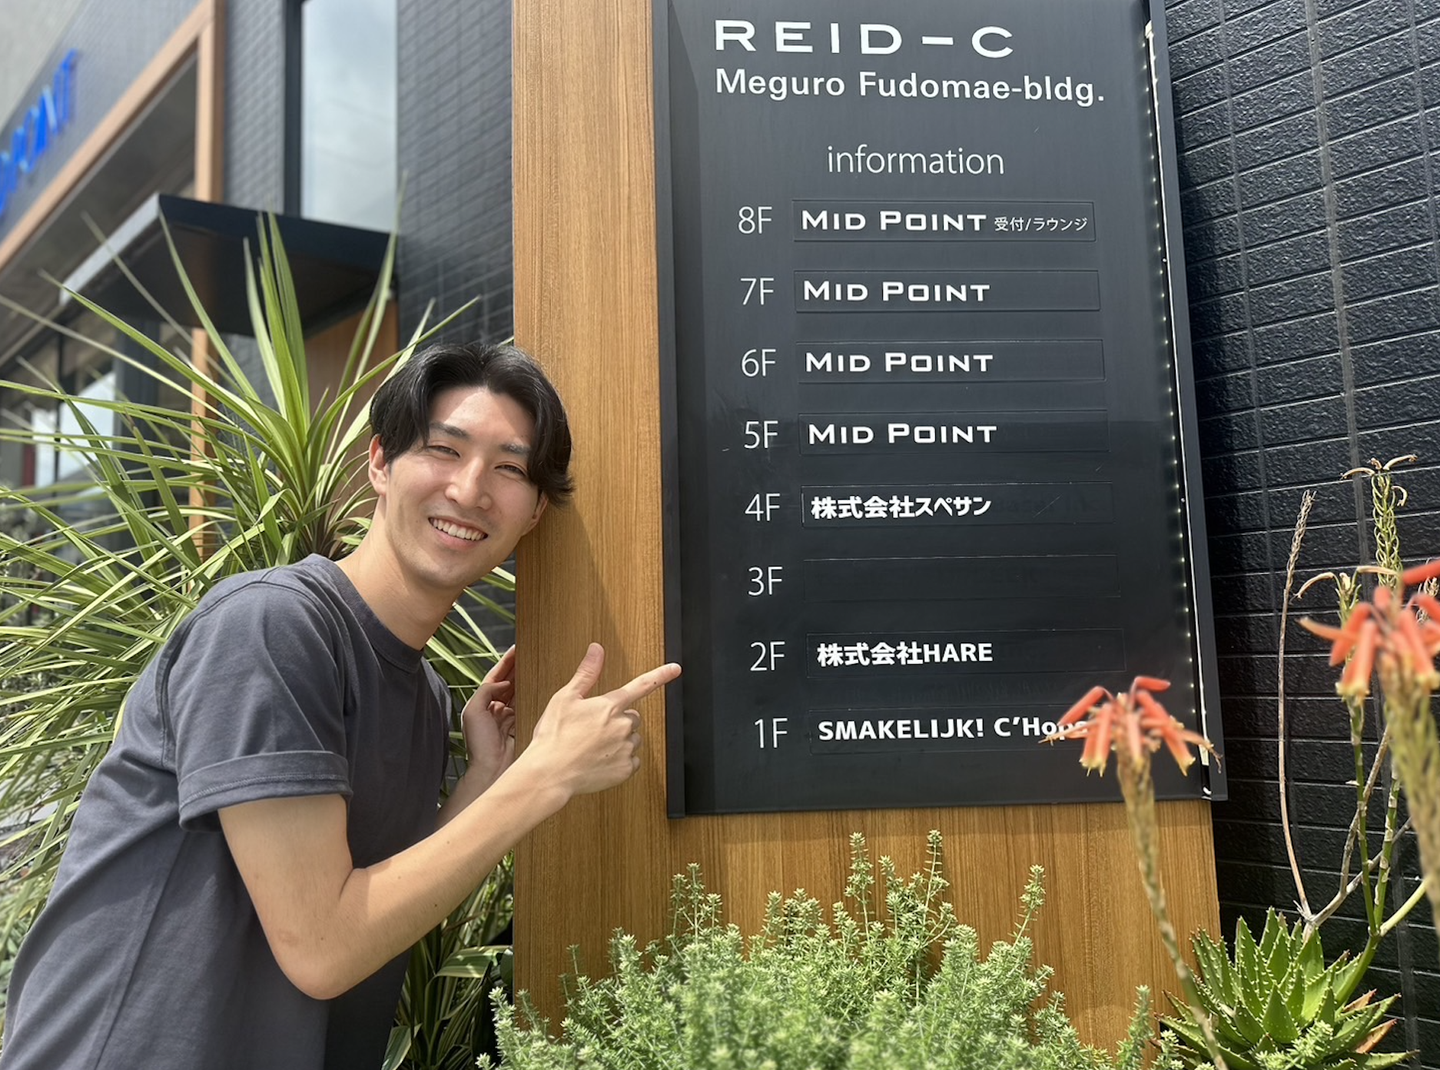 REID-C
Meguro Fudomae-bldg.
information
8F MID POINT 受付/ラウンジ
7F MID POINT
6F MID POINT
5F MID POINT
4F 株式会社スペサン
3F
2F 株式会社HARE
1F SMAKELIJK! C'Hops